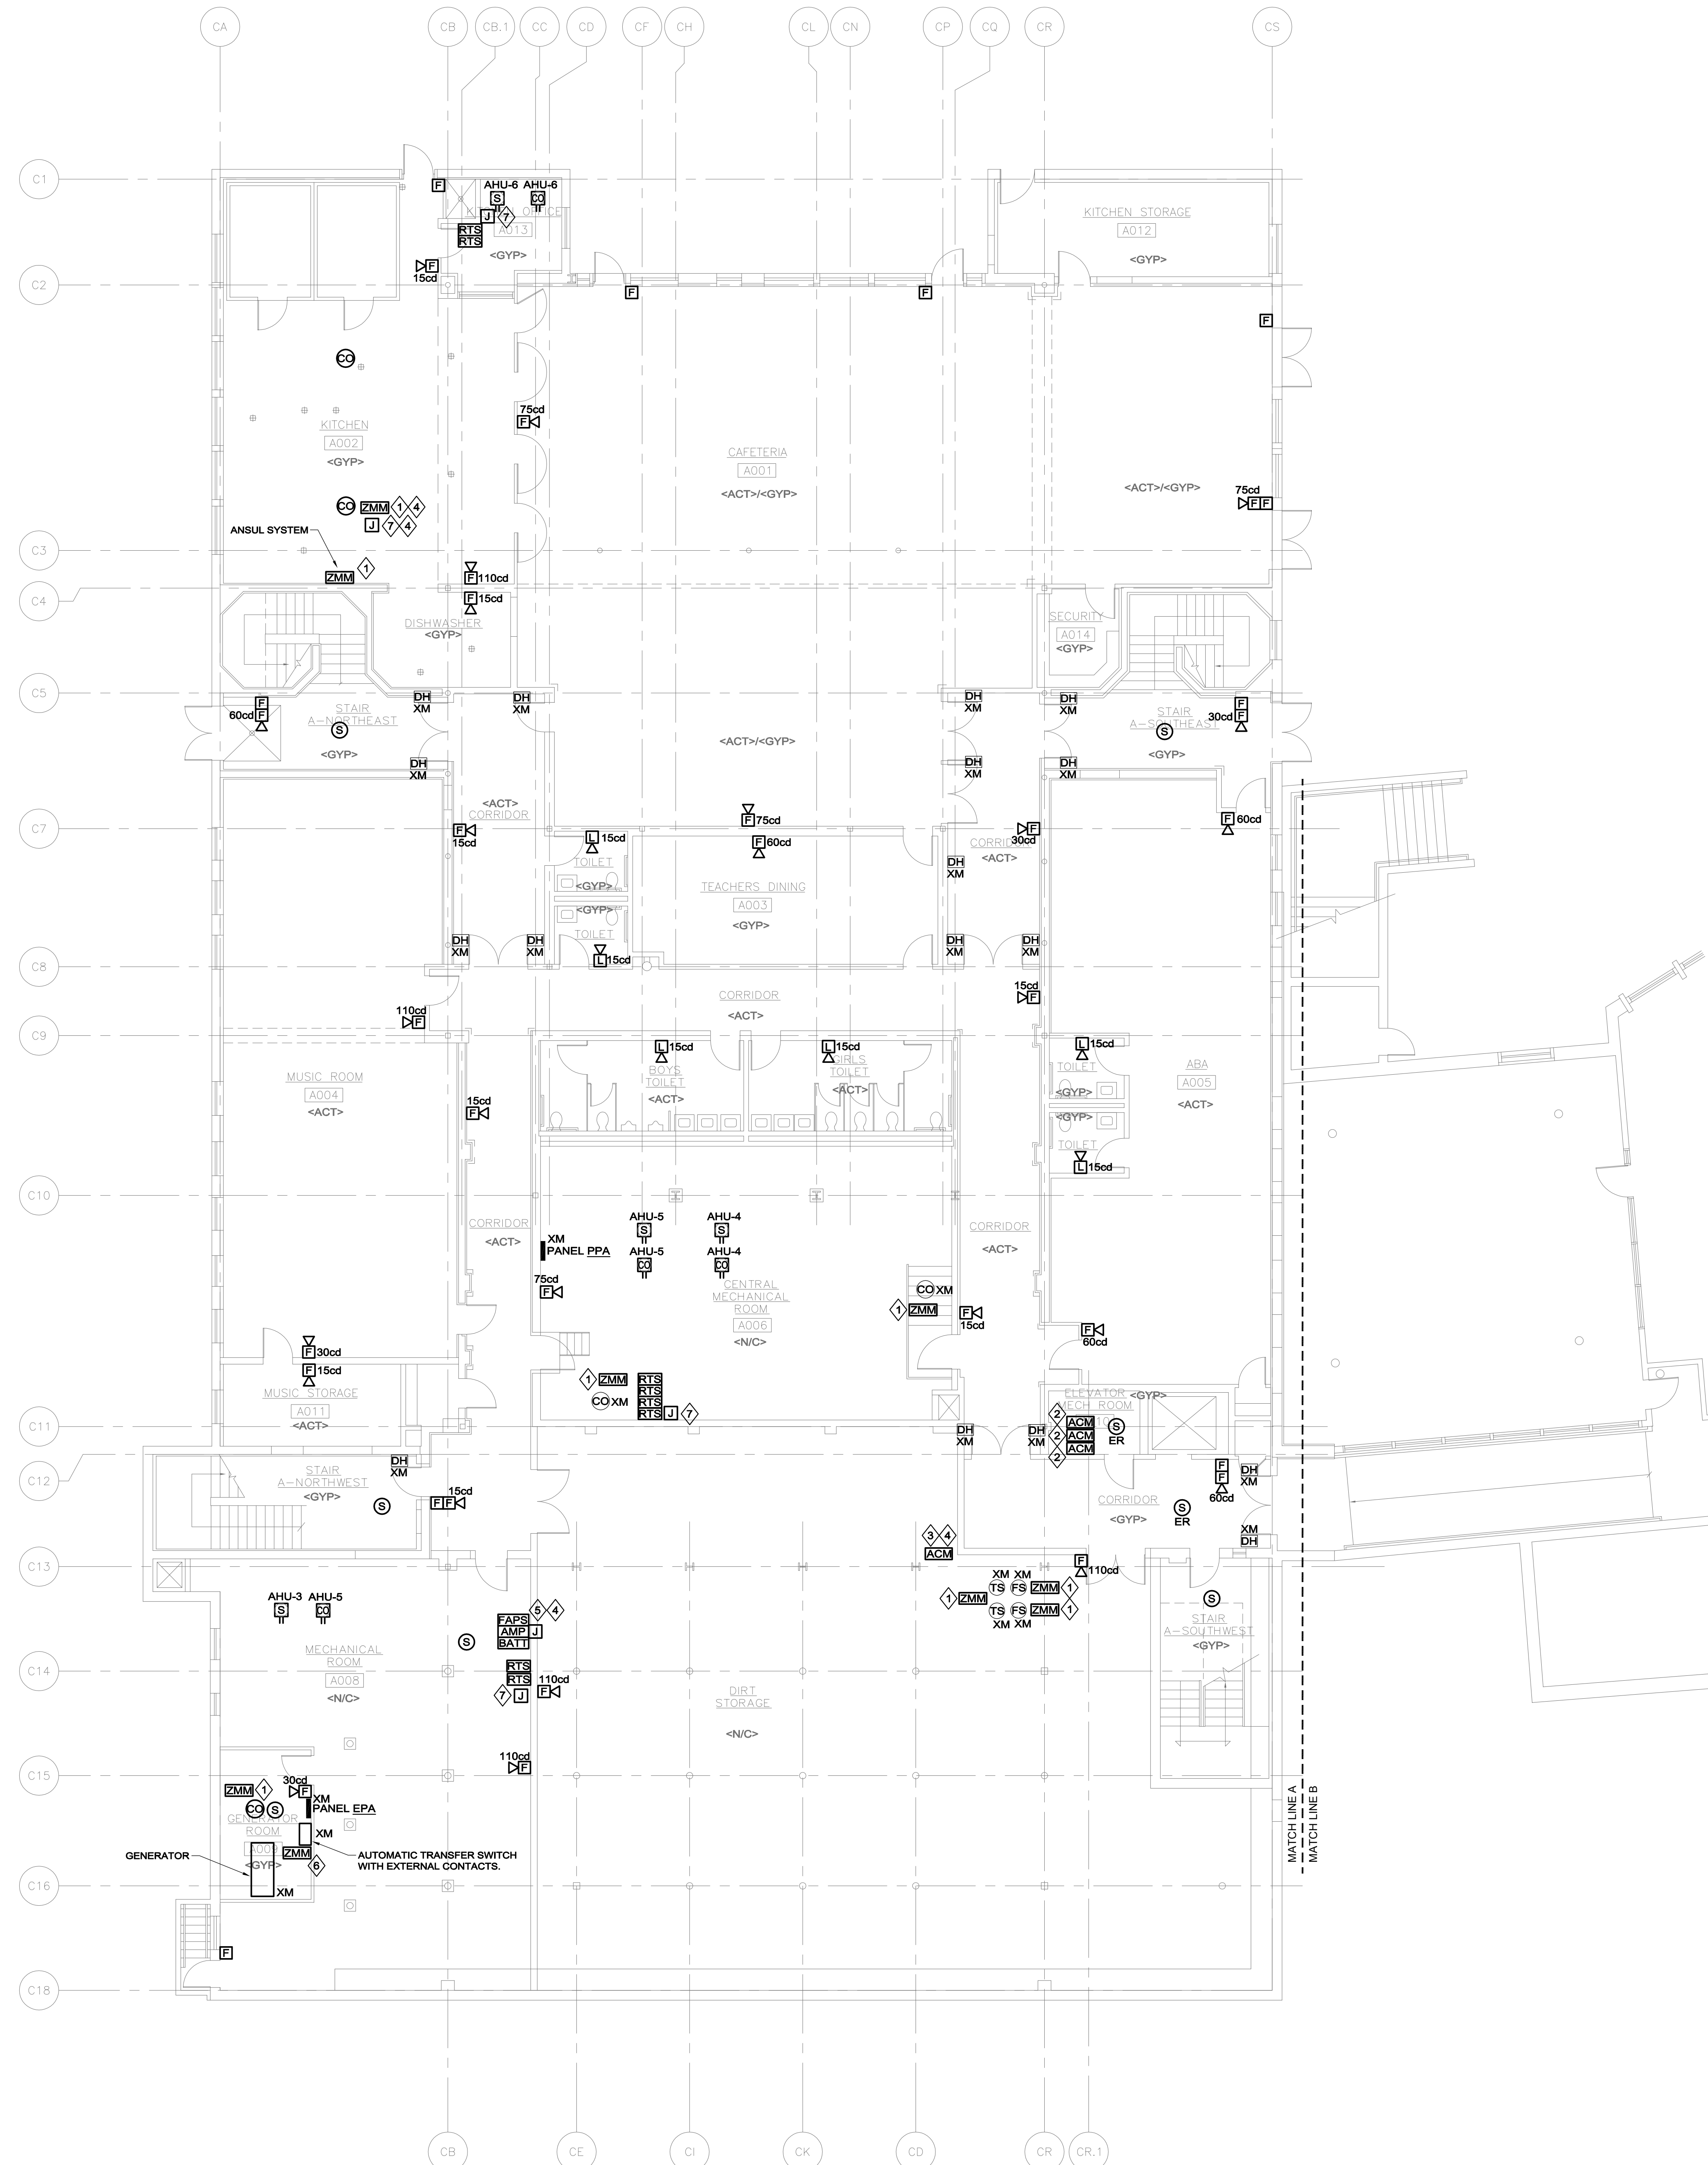 CA
CB
CB.1
CC
CD
CF
CH
CL
CN
CP
CQ
CR
CS
C1
F
AHU-6
AHU-6
S
CO
J
7
RTS
RTS
A013
<GYP>
F
15cd
KITCHEN STORAGE
A012
<GYP>
C2
F
F
F
CO
KITCHEN
A002
<GYP>
75cd
F
CAFETERIA
A001
<ACT>/<GYP>
<ACT>/<GYP>
75cd
F F
CO ZMM 1 4
J 7 4
ANSUL SYSTEM
C3
ZMM 1
F 110cd
C4
F 15cd
DISHWASHER
<GYP>
SECURITY
A014
<GYP>
C5
F
60cd F
STAIR
A-NORTHEAST
S
<GYP>
DH
XM
DH
XM
DH
XM
<ACT>/<GYP>
DH
XM
DH
XM
DH
XM
DH
XM
STAIR
A-SOUTHEAST
S
<GYP>
F
30cd F
<ACT>
CORRIDOR
C7
F
15cd
L 15cd
TOILET
<GYP>
<GYP>
TOILET
L 15cd
F 75cd
F 60cd
TEACHERS DINING
A003
<GYP>
F
30cd
CORRIDOR
<ACT>
DH
XM
F 60cd
DH
XM
DH
XM
DH
XM
DH
XM
C8
CORRIDOR
<ACT>
15cd
F
110cd
F
C9
L 15cd
BOYS
TOILET
<ACT>
L 15cd
GIRLS
TOILET
<ACT>
L 15cd
TOILET
<GYP>
<GYP>
TOILET
L 15cd
ABA
A005
<ACT>
MUSIC ROOM
A004
<ACT>
15cd
F
C10
CORRIDOR
<ACT>
XM
PANEL PPA
AHU-5
S
AHU-5
CO
AHU-4
S
AHU-4
CO
CENTRAL
MECHANICAL
ROOM
A006
<N/C>
75cd
F
CO XM
1 ZMM
F
15cd
CORRIDOR
<ACT>
F
60cd
F 30cd
F 15cd
MUSIC STORAGE
A011
<ACT>
1 ZMM
CO XM
RTS
RTS
RTS
RTS J 7
C11
ELEVATOR
MECH ROOM
<GYP>
2
ACM
2 ACM
ACM
2
S
ER
DH
XM
DH
XM
C12
STAIR
A-NORTHWEST
<GYP>
S
DH
XM
15cd
F F
F
F
60cd
DH
XM
XM
DH
CORRIDOR
<GYP>
S
ER
3 4
ACM
C13
F
110cd
XM XM
1 ZMM TS FS ZMM 1
TS FS ZMM 1
XM XM
S
STAIR
A-SOUTHWEST
<GYP>
AHU-3
S
AHU-5
CO
MECHANICAL
ROOM
A008
<N/C>
S
5 4
FAPS
AMP J
BATT
C14
RTS
RTS
7 J
110cd
F
DIRT
STORAGE
<N/C>
110cd
F
C15
30cd
F
ZMM 1
CO S
XM
PANEL EPA
GENERATOR
ROOM
A009
<GYP>
XM
ZMM
6
GENERATOR
XM
AUTOMATIC TRANSFER SWITCH
WITH EXTERNAL CONTACTS.
MATCH LINE A
MATCH LINE B
C16
F
C18
CB
CE
CI
CK
CD
CR
CR.1